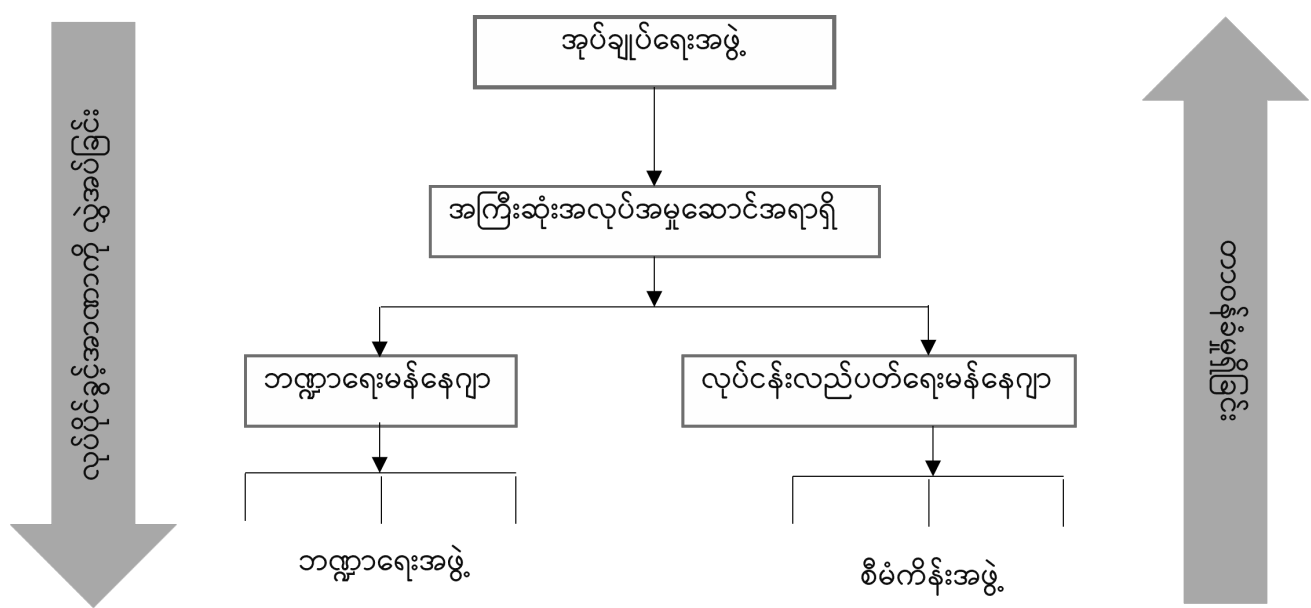 အုပ်ချုပ်ရေးအဖွဲ့
အကြီးဆုံးအလုပ်အမှုဆောင်အရာရှိ
ဘဏ္ဍာရေးမန်နေဂျာ
လုပ်ငန်းလည်ပတ်ရေးမန်နေဂျာ
ဘဏ္ဍာရေးအဖွဲ့
စီမံကိန်းအဖွဲ့
လုပ်ပိုင်ခွင့်အာဏာ လွှဲအပ်ခြင်း
တာဝန်ခံမှုရှိခြင်း